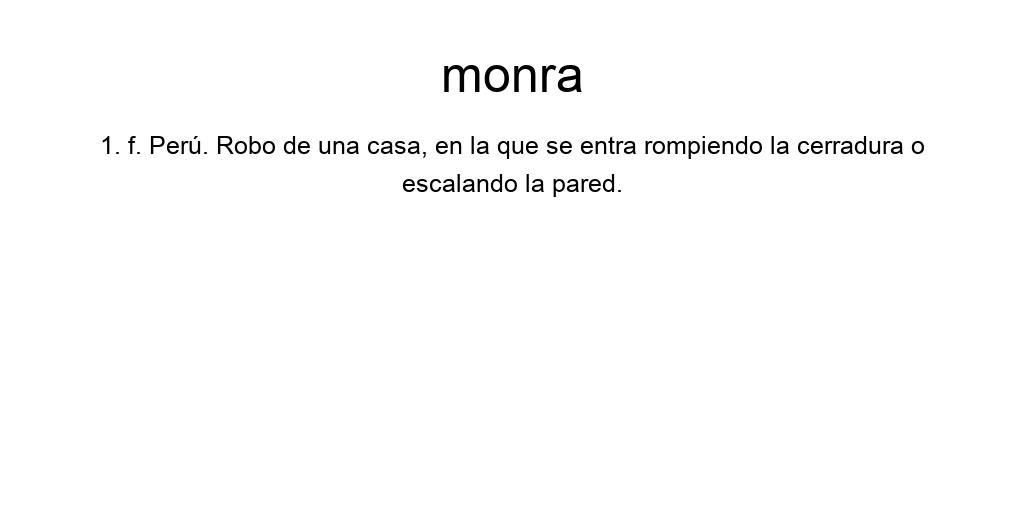 monra
1. f. Perú. Robo de una casa, en la que se entra rompiendo la cerradura o
escalando la pared.